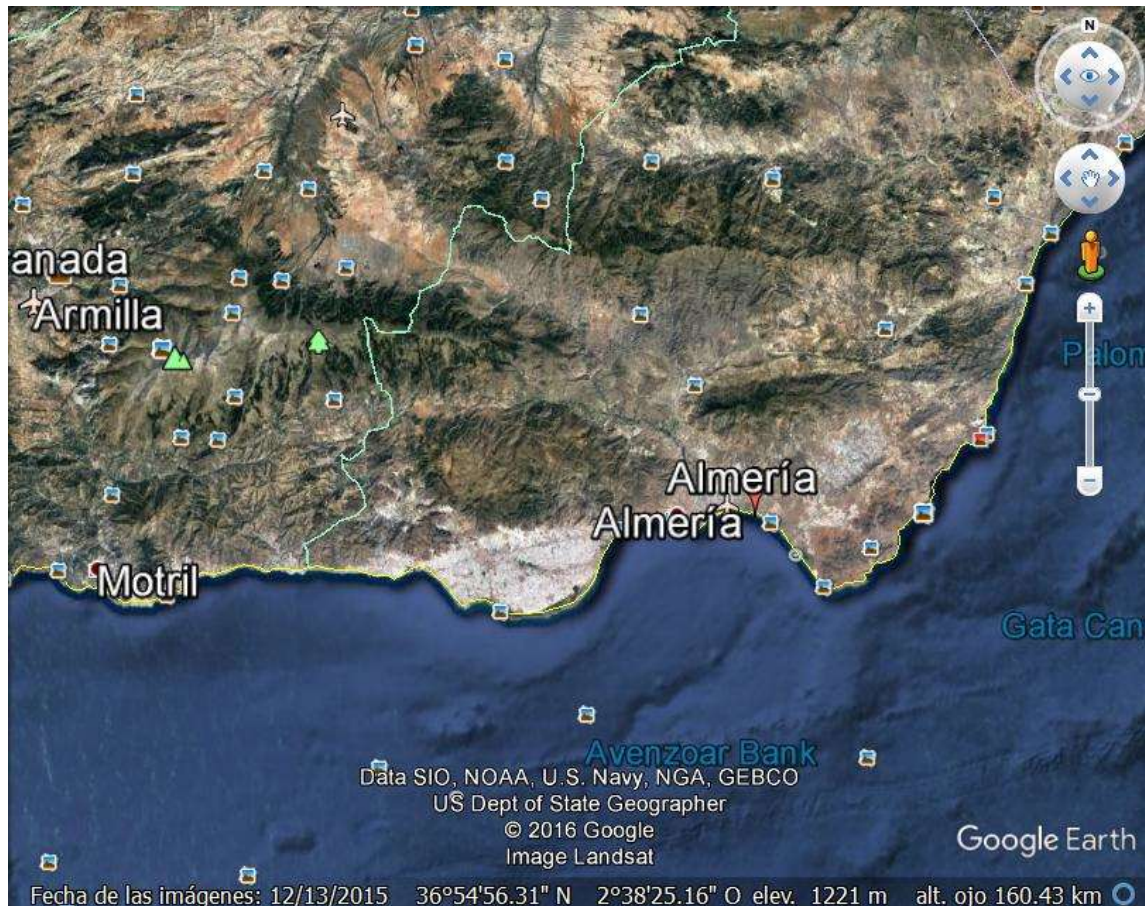 N
anada
Armilla
Palom
Almería
Almería
Motril
Gata Can
Avenzoar Bank
Data SIO, NOAA, U.S. Navy, NGA, GEBCO
US Dept of State Geographer
© 2016 Google
Image Landsat
Google Earth
Fecha de las imágenes: 12/13/2015 36°54'56.31" N 2°38'25.16" O elev. 1221 m alt. ojo 160.43 km